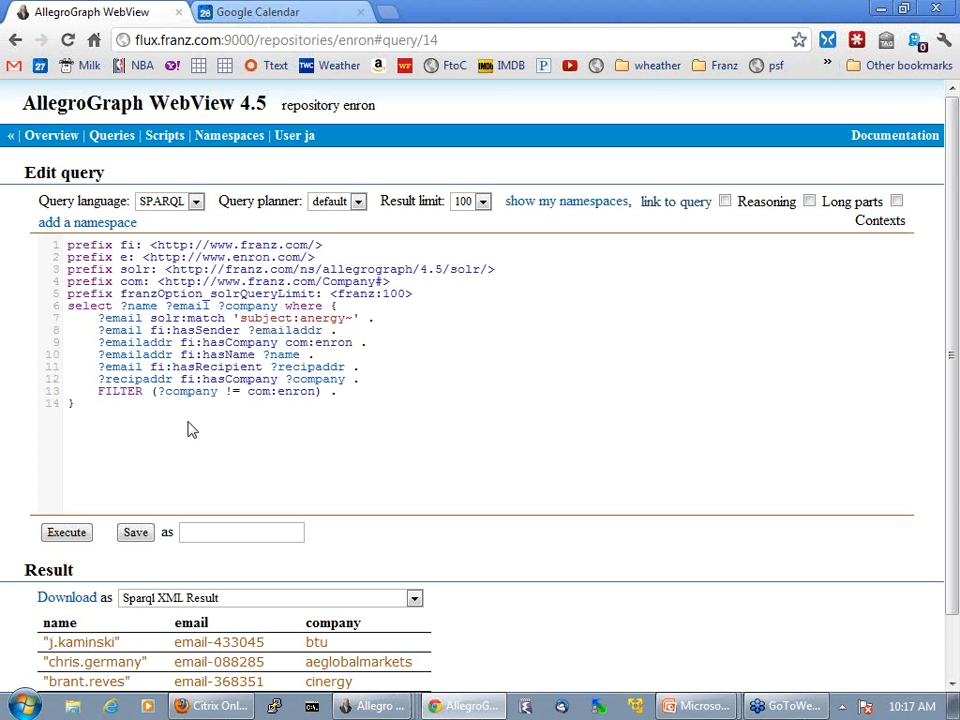 AllegroGraph WebView
28 Google Calendar
flux.franz.com:9000/repositories/enron#query/14
27 Milk NBA Y! Ttext TWC Weather a WF FtoC IMDb IMDB P wheather Franz psf » Other bookmarks
AllegroGraph WebView 4.5 repository enron
« | Overview | Queries | Scripts | Namespaces | User ja Documentation
Edit query
Query language: SPARQL Query planner: default Result limit: 100 show my namespaces, link to query Reasoning Long parts
add a namespace Contexts
1 prefix fi: <http://www.franz.com/>
2 prefix e: <http://www.enron.com/>
3 prefix solr: <http://franz.com/ns/allegrograph/4.5/solr/>
4 prefix com: <http://www.franz.com/Company#>
5 prefix franzOption_solrQueryLimit: <franz:100>
6 select ?name ?email ?company where {
7 ?email solr:match 'subject:anergy~' .
8 ?email fi:hasSender ?emailaddr .
9 ?emailaddr fi:hasCompany com:enron .
10 ?emailaddr fi:hasName ?name .
11 ?email fi:hasRecipient ?recipaddr .
12 ?recipaddr fi:hasCompany ?company .
13 FILTER (?company != com:enron) .
14 }
Execute Save as
Result
Download as Sparql XML Result
name email company
"j.kaminski" email-433045 btu
"chris.germany" email-088285 aeglobalmarkets
"brant.reves" email-368351 cinergy
Citrix Onl... Allegro ... AllegroG... Microso... GoToWe... 10:17 AM